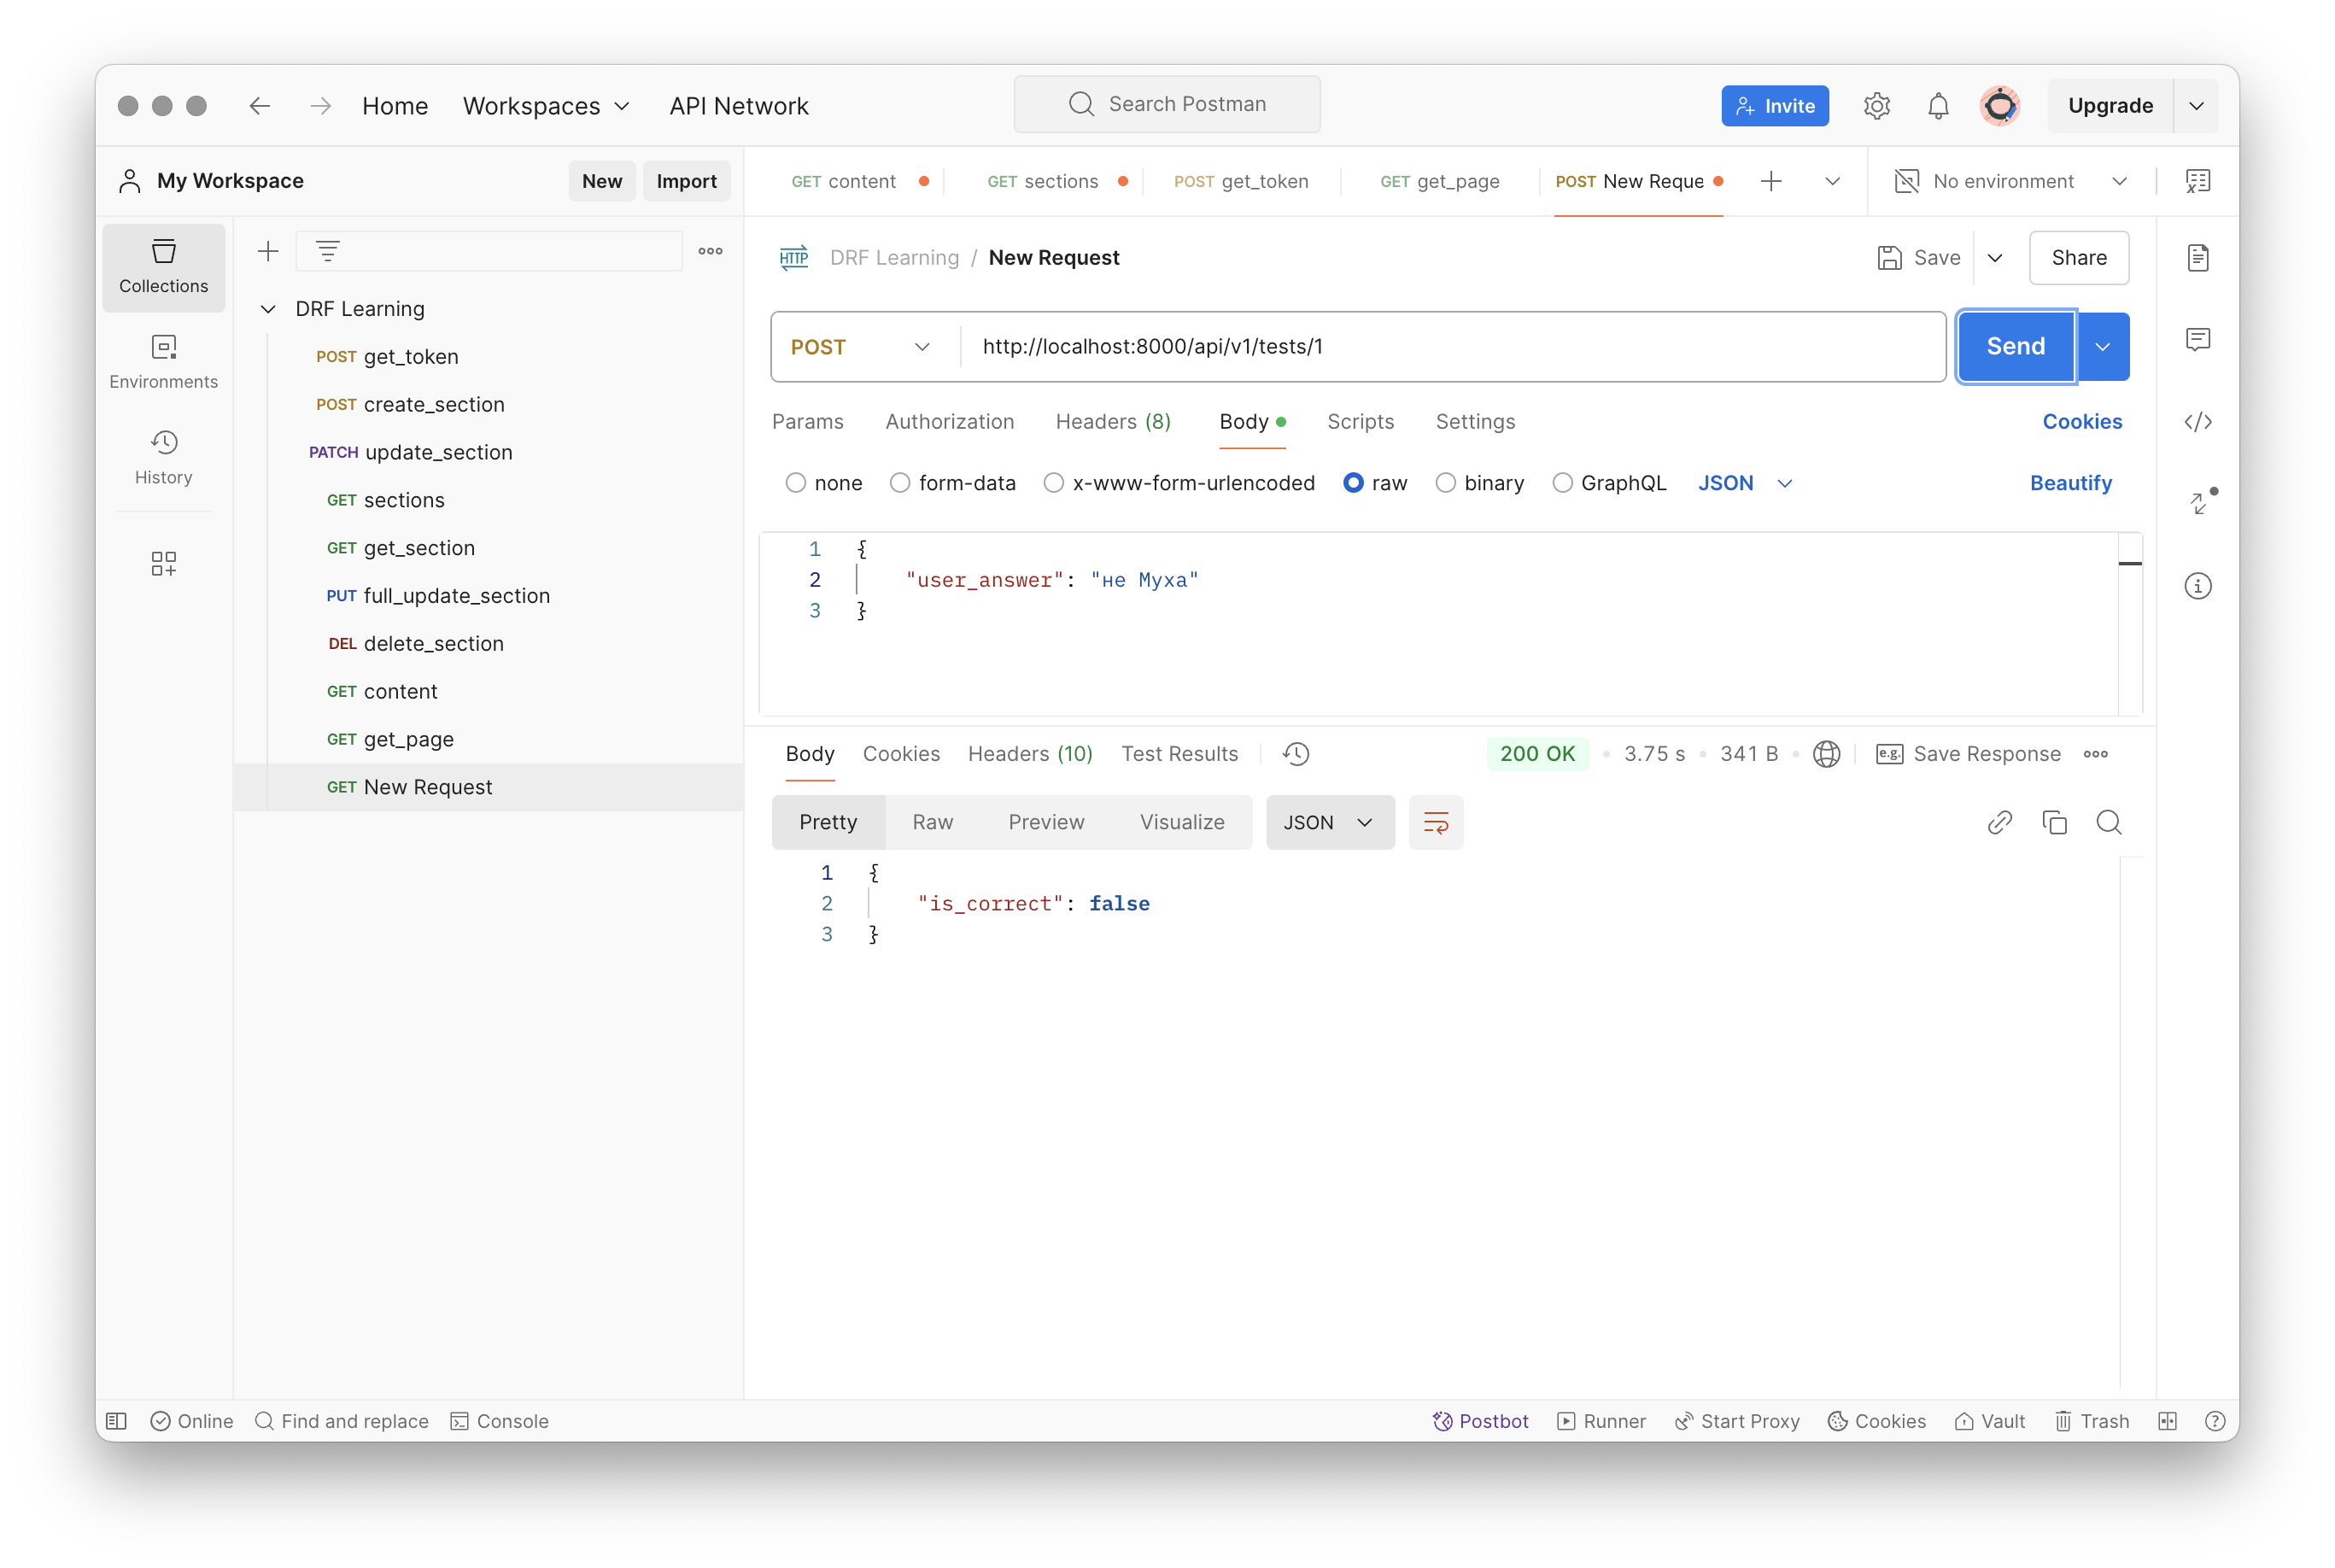 Home Workspaces API Network Search Postman Invite Upgrade
My Workspace New Import
GET content GET sections POST get_token GET get_page POST New Reque No environment
Collections
Environments
History
DRF Learning
POST get_token
POST create_section
PATCH update_section
GET sections
GET get_section
PUT full_update_section
DEL delete_section
GET content
GET get_page
GET New Request
HTTP DRF Learning / New Request Save Share
POST http://localhost:8000/api/v1/tests/1 Send
Params Authorization Headers (8) Body Scripts Settings Cookies
none form-data x-www-form-urlencoded raw binary GraphQL JSON Beautify
1 {
2 "user_answer": "не Муха"
3 }
Body Cookies Headers (10) Test Results 200 OK • 3.75 s • 341 B • e.g. Save Response
Pretty Raw Preview Visualize JSON
1 {
2 "is_correct": false
3 }
Online Find and replace Console Postbot Runner Start Proxy Cookies Vault Trash